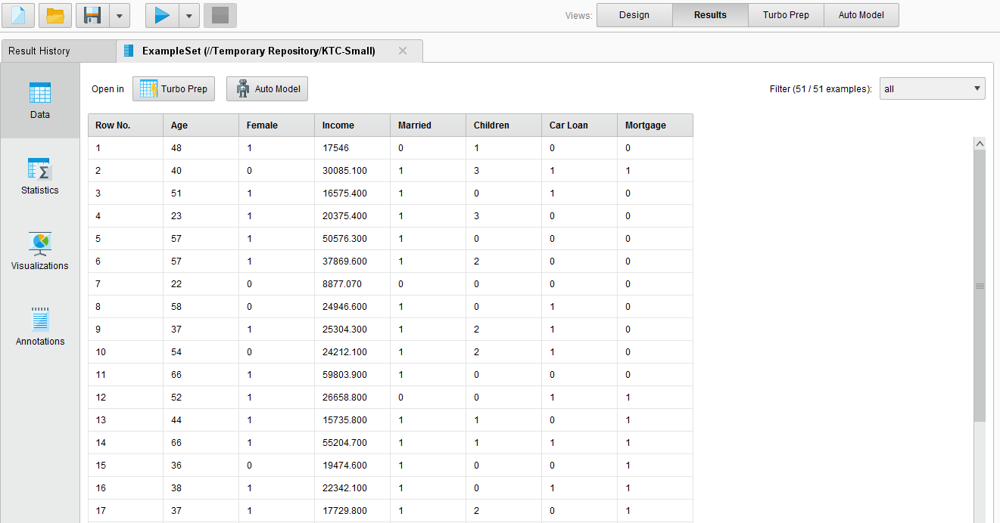 Views: Design Results Turbo Prep Auto Model
Result History ExampleSet (//Temporary Repository/KTC-Small)
Data
Statistics
Visualizations
Annotations
Open in Turbo Prep Auto Model Filter (51 / 51 examples): all
Row No. Age Female Income Married Children Car Loan Mortgage
1 48 1 17546 0 1 0 0
2 40 0 30085.100 1 3 1 1
3 51 1 16575.400 1 0 1 0
4 23 1 20375.400 1 3 0 0
5 57 1 50576.300 1 0 0 0
6 57 1 37869.600 1 2 0 0
7 22 0 8877.070 0 0 0 0
8 58 0 24946.600 1 0 1 0
9 37 1 25304.300 1 2 1 0
10 54 0 24212.100 1 2 1 0
11 66 1 59803.900 1 0 0 0
12 52 1 26658.800 0 0 1 1
13 44 1 15735.800 1 1 0 1
14 66 1 55204.700 1 1 1 1
15 36 0 19474.600 1 0 0 1
16 38 1 22342.100 1 0 1 1
17 37 1 17729.800 1 2 0 1